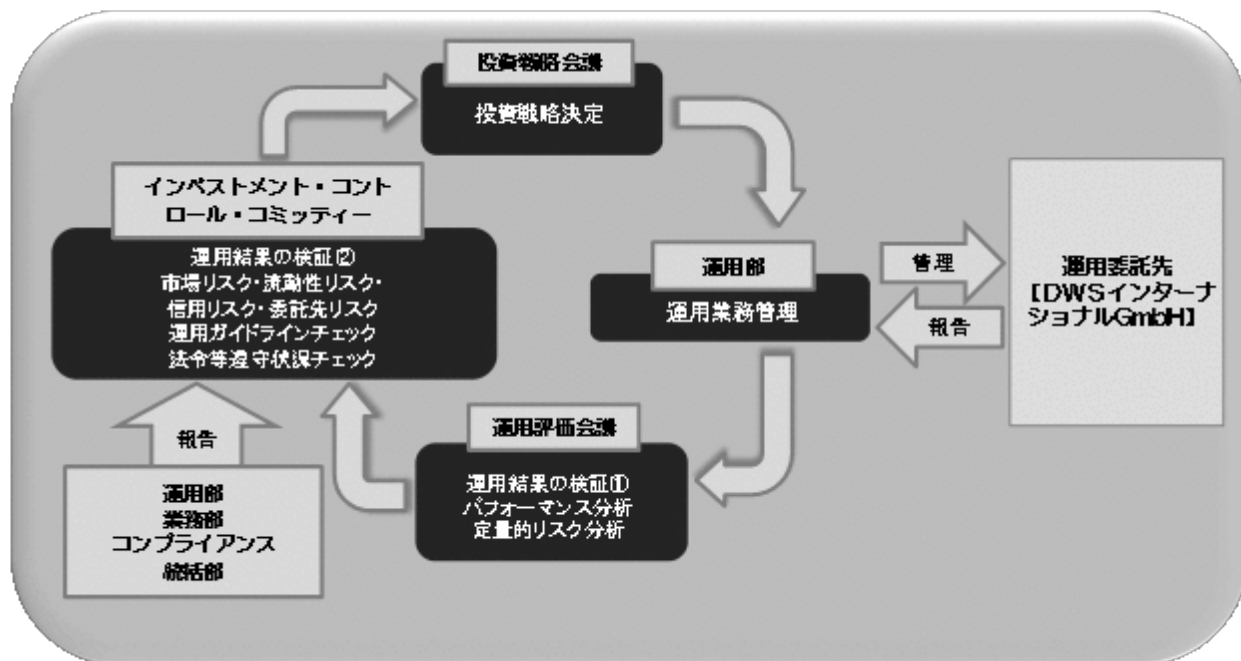 投資戦略会議
投資戦略決定
インベストメント・コント
ロール・コミッティー
運用結果の検証②
市場リスク・流動性リスク・
信用リスク・委託先リスク
運用ガイドラインチェック
法令等遵守状況チェック
運用部
運用業務管理
管理
報告
運用委託先
【DWSインターナ
ショナルGmbH】
運用評価会議
運用結果の検証①
パフォーマンス分析
定量的リスク分析
報告
運用部
業務部
コンプライアンス
統括部